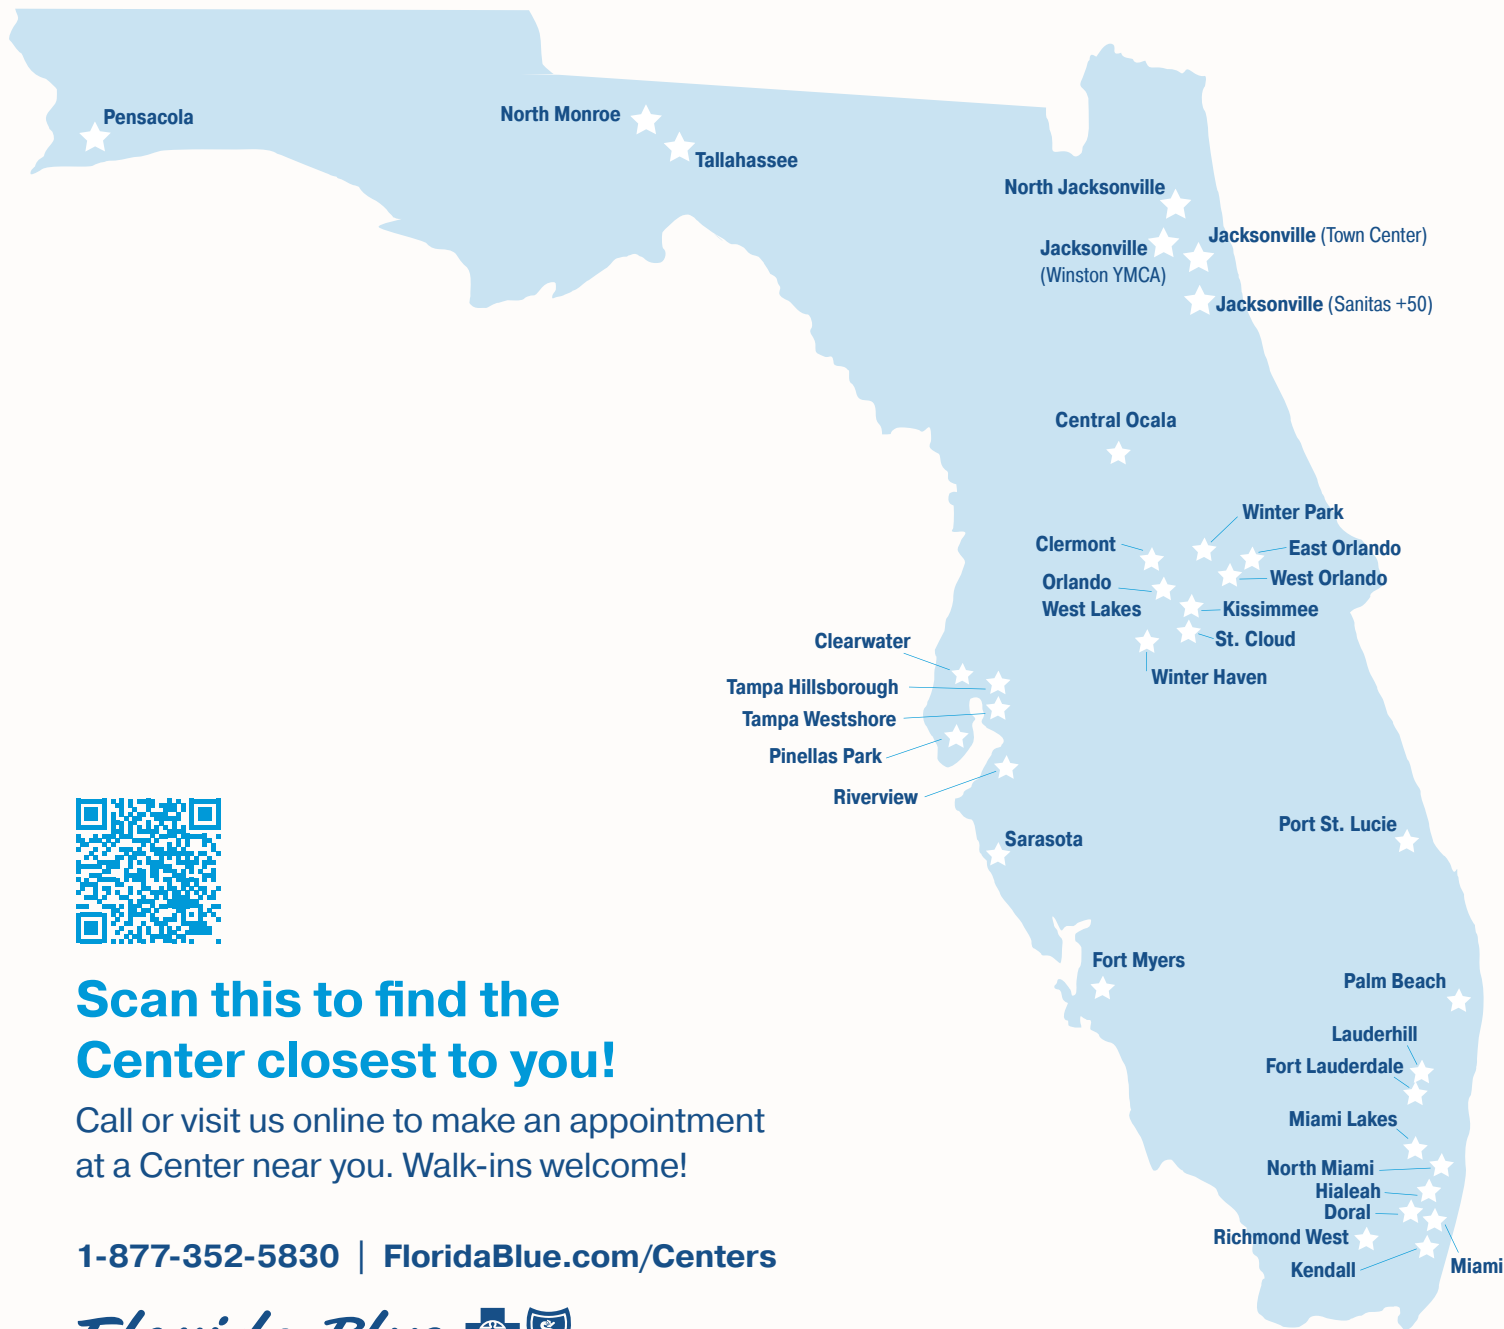 Pensacola
North Monroe
Tallahassee
North Jacksonville
Jacksonville (Town Center)
Jacksonville
(Winston YMCA)
Jacksonville (Sanitas +50)
Central Ocala
Winter Park
Clermont
East Orlando
West Orlando
Orlando
West Lakes
Kissimmee
St. Cloud
Winter Haven
Clearwater
Tampa Hillsborough
Tampa Westshore
Pinellas Park
Riverview
Sarasota
Port St. Lucie
Fort Myers
Palm Beach
Lauderhill
Fort Lauderdale
Miami Lakes
North Miami
Hialeah
Doral
Richmond West
Kendall
Miami
Scan this to find the
Center closest to you!
Call or visit us online to make an appointment
at a Center near you. Walk-ins welcome!
1-877-352-5830 | FloridaBlue.com/Centers
Florida Blue